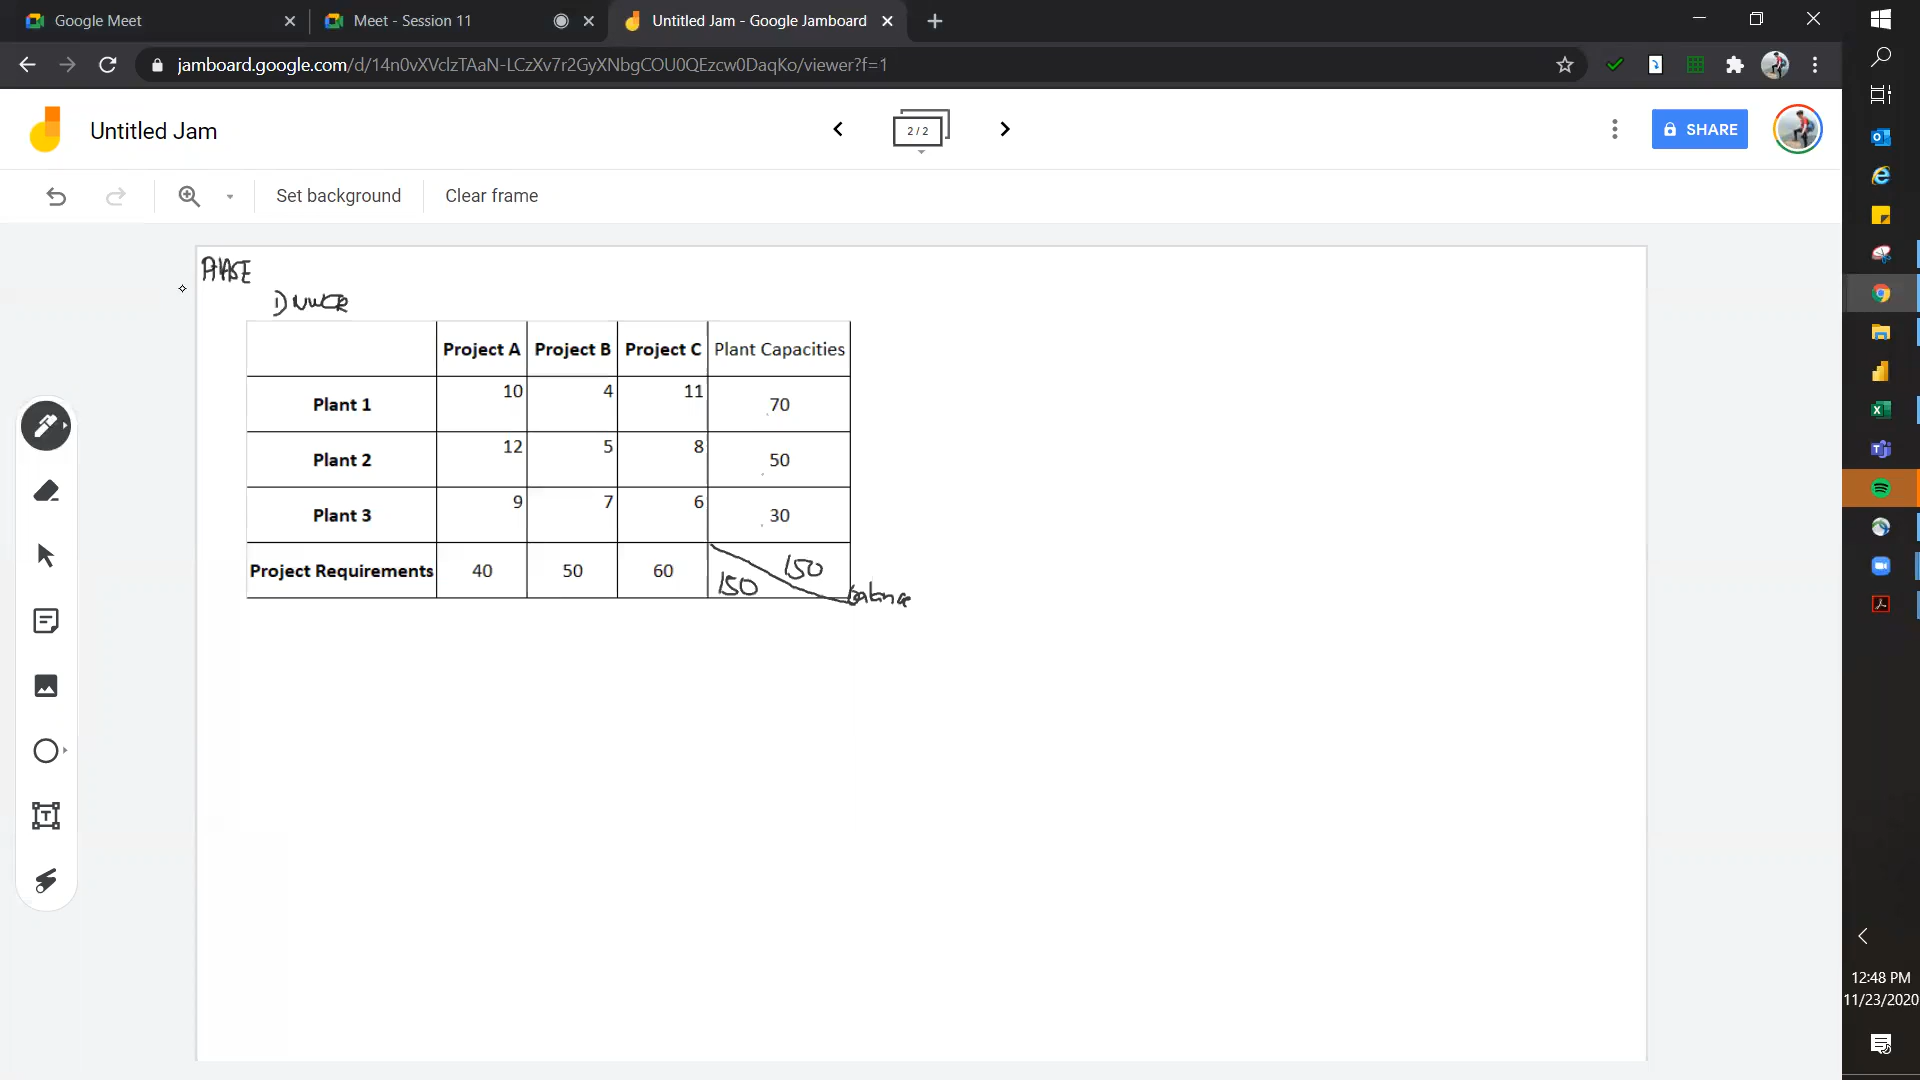 Google Meet
Meet - Session 11
Untitled Jam - Google Jamboard
jamboard.google.com/d/14n0vXVclzTAaN-LCzXv7r2GyXNbgCOU0QEzcw0DaqKo/viewer?f=1
Untitled Jam
2 / 2
SHARE
Set background
Clear frame
PHASE
Project A Project B Project C Plant Capacities
Plant 1 10 4 11 70
Plant 2 12 5 8 50
Plant 3 9 7 6 30
Project Requirements 40 50 60 150 150
balance
12:48 PM
11/23/2020